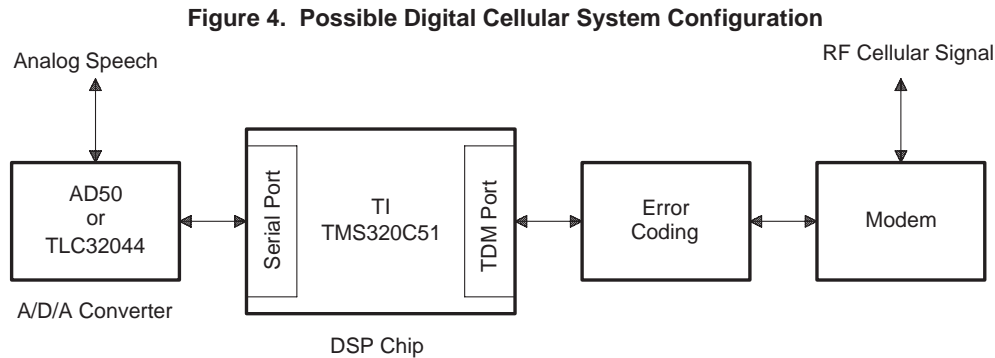 Figure 4. Possible Digital Cellular System Configuration
Analog Speech
RF Cellular Signal
AD50
or
TLC32044
Serial Port
TI
TMS320C51
TDM Port
Error
Coding
Modem
A/D/A Converter
DSP Chip